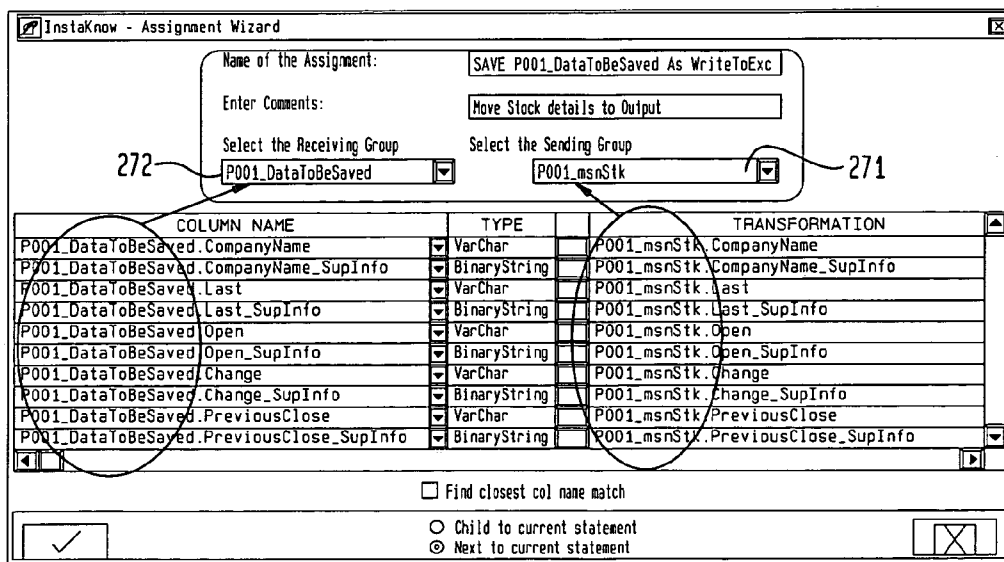 InstaKnow - Assignment Wizard
Name of the Assignment: SAVE P001_DataToBeSaved As WriteToExc
Enter Comments: Move Stock details to Output
Select the Receiving Group Select the Sending Group
272 P001_DataToBeSaved P001_msnStk 271
COLUMN NAME TYPE TRANSFORMATION
P001_DataToBeSaved.CompanyName VarChar P001_msnStk.CompanyName
P001_DataToBeSaved.CompanyName_SupInfo BinaryString P001_msnStk.CompanyName_SupInfo
P001_DataToBeSaved.Last VarChar P001_msnStk.Last
P001_DataToBeSaved.Last_SupInfo BinaryString P001_msnStk.Last_SupInfo
P001_DataToBeSaved.Open VarChar P001_msnStk.Open
P001_DataToBeSaved.Open_SupInfo BinaryString P001_msnStk.Open_SupInfo
P001_DataToBeSaved.Change VarChar P001_msnStk.Change
P001_DataToBeSaved.Change_SupInfo BinaryString P001_msnStk.Change_SupInfo
P001_DataToBeSaved.PreviousClose VarChar P001_msnStk.PreviousClose
P001_DataToBeSaved.PreviousClose_SupInfo BinaryString P001_msnStk.PreviousClose_SupInfo
Find closest col name match
Child to current statement
Next to current statement